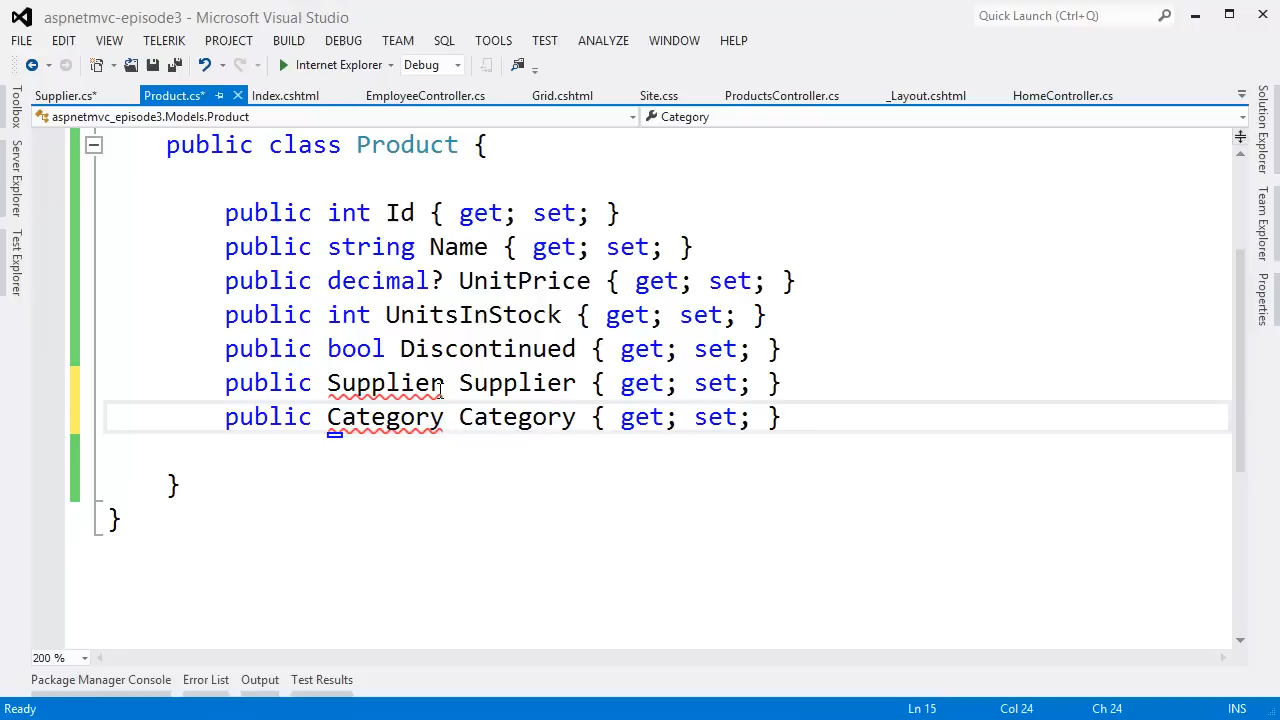 aspnetmvc-episode3 - Microsoft Visual Studio
Quick Launch (Ctrl+Q)
FILE EDIT VIEW TELERIK PROJECT BUILD DEBUG TEAM SQL TOOLS TEST ANALYZE WINDOW HELP
Internet Explorer Debug
Supplier.cs* Product.cs* Index.cshtml EmployeeController.cs Grid.cshtml Site.css ProductsController.cs _Layout.cshtml HomeController.cs
aspnetmvc_episode3.Models.Product Category
public class Product {
public int Id { get; set; }
public string Name { get; set; }
public decimal? UnitPrice { get; set; }
public int UnitsInStock { get; set; }
public bool Discontinued { get; set; }
public Supplier Supplier { get; set; }
public Category Category { get; set; }
}
}
Toolbox
Server Explorer
Test Explorer
Solution Explorer
Team Explorer
Properties
200 %
Package Manager Console Error List Output Test Results
Ready Ln 15 Col 24 Ch 24 INS